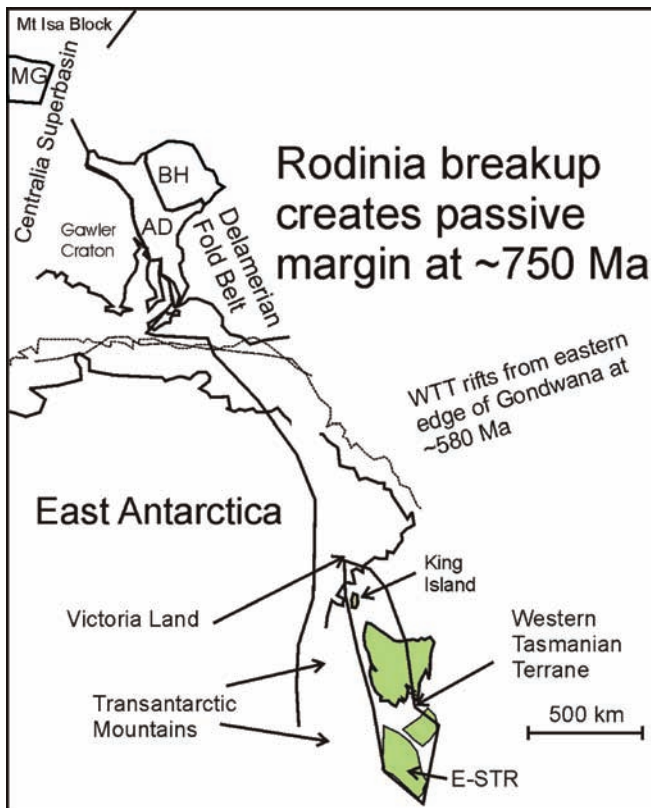 Mt Isa Block
MG
Centralia Superbasin
BH
AD
Gawler
Craton
Delamerian
Fold Belt
Rodinia breakup
creates passive
margin at ~750 Ma
WTT rifts from eastern
edge of Gondwana at
~580 Ma
East Antarctica
King
Island
Victoria Land
Western
Tasmanian
Terrane
Transantarctic
Mountains
500 km
E-STR